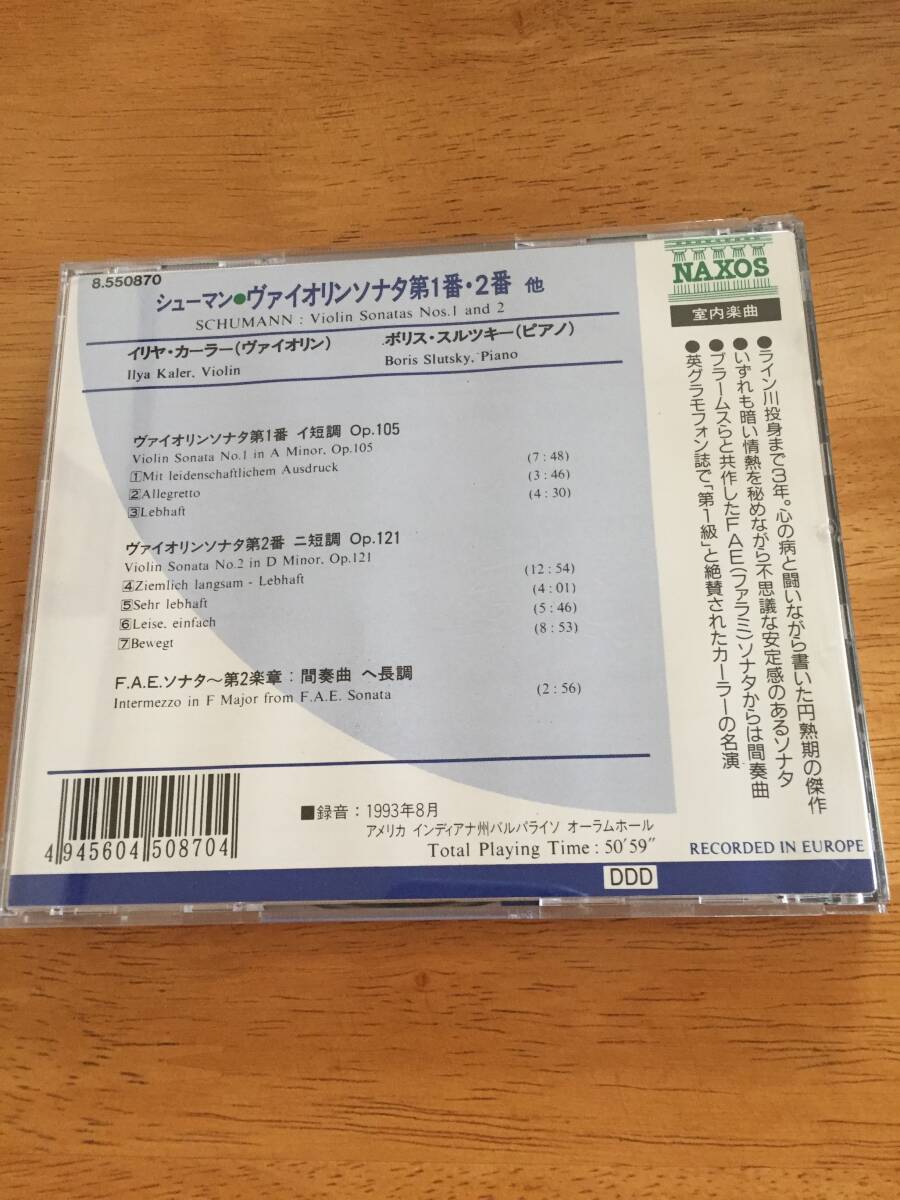 8.550870
シューマン●ヴァイオリンソナタ第1番・2番 他
SCHUMANN : Violin Sonatas Nos.1 and 2
イリヤ・カーラー(ヴァイオリン)
Ilya Kaler, Violin
ボリス・スルツキー(ピアノ)
Boris Slutsky, Piano
ヴァイオリンソナタ第1番 イ短調 Op.105
Violin Sonata No.1 in A Minor, Op.105
1 Mit leidenschaftlichem Ausdruck (7:48)
2 Allegretto (3:46)
3 Lebhaft (4:30)
ヴァイオリンソナタ第2番 ニ短調 Op.121
Violin Sonata No.2 in D Minor, Op.121
4 Ziemlich langsam - Lebhaft (12:54)
5 Sehr lebhaft (4:01)
6 Leise, einfach (5:46)
7 Bewegt (8:53)
F.A.E.ソナタ〜第2楽章:間奏曲 ヘ長調
Intermezzo in F Major from F.A.E. Sonata (2:56)
4 945604 508704
■録音:1993年8月
アメリカ インディアナ州バルパライソ オーラムホール
Total Playing Time : 50′59″
DDD
NAXOS
室内楽曲
●ライン川投身まで3年。心の病と闘いながら書いた円熟期の傑作
●いずれも暗い情熱を秘めながら不思議な安定感のあるソナタ
●ブラームスらと共作したFAE(ファラミ)ソナタからは間奏曲
●英グラモフォン誌で「第1級」と絶賛されたカーラーの名演
RECORDED IN EUROPE